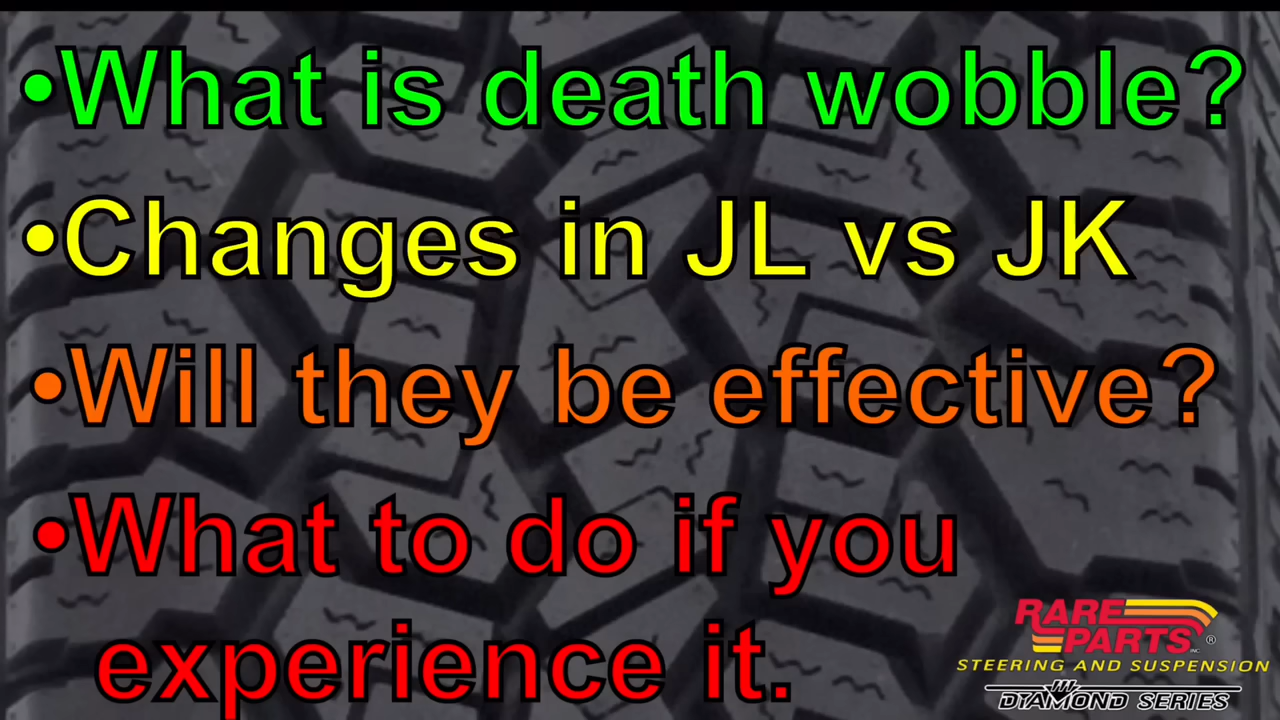 •What is death wobble?
•Changes in JL vs JK
•Will they be effective?
•What to do if you
experience it.
RARE
PARTS ®
INC.
STEERING AND SUSPENSION
DIAMOND SERIES